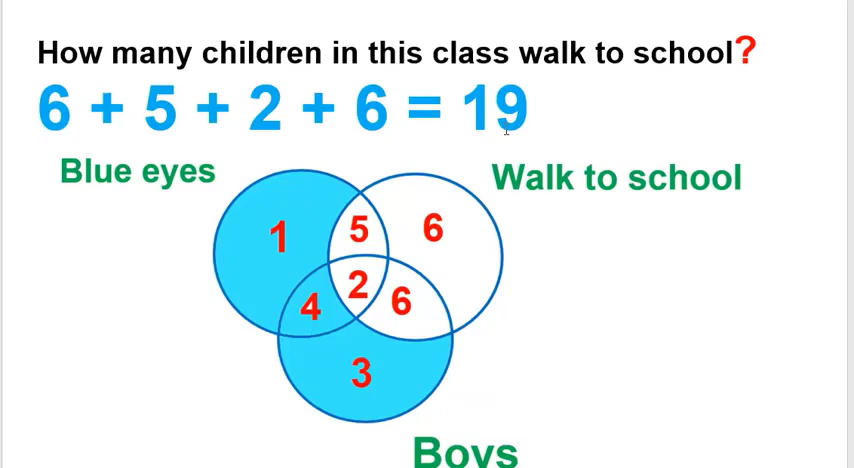 How many children in this class walk to school?
6 + 5 + 2 + 6 = 19
Blue eyes
Walk to school
1
5
6
2
4
6
3
Boys